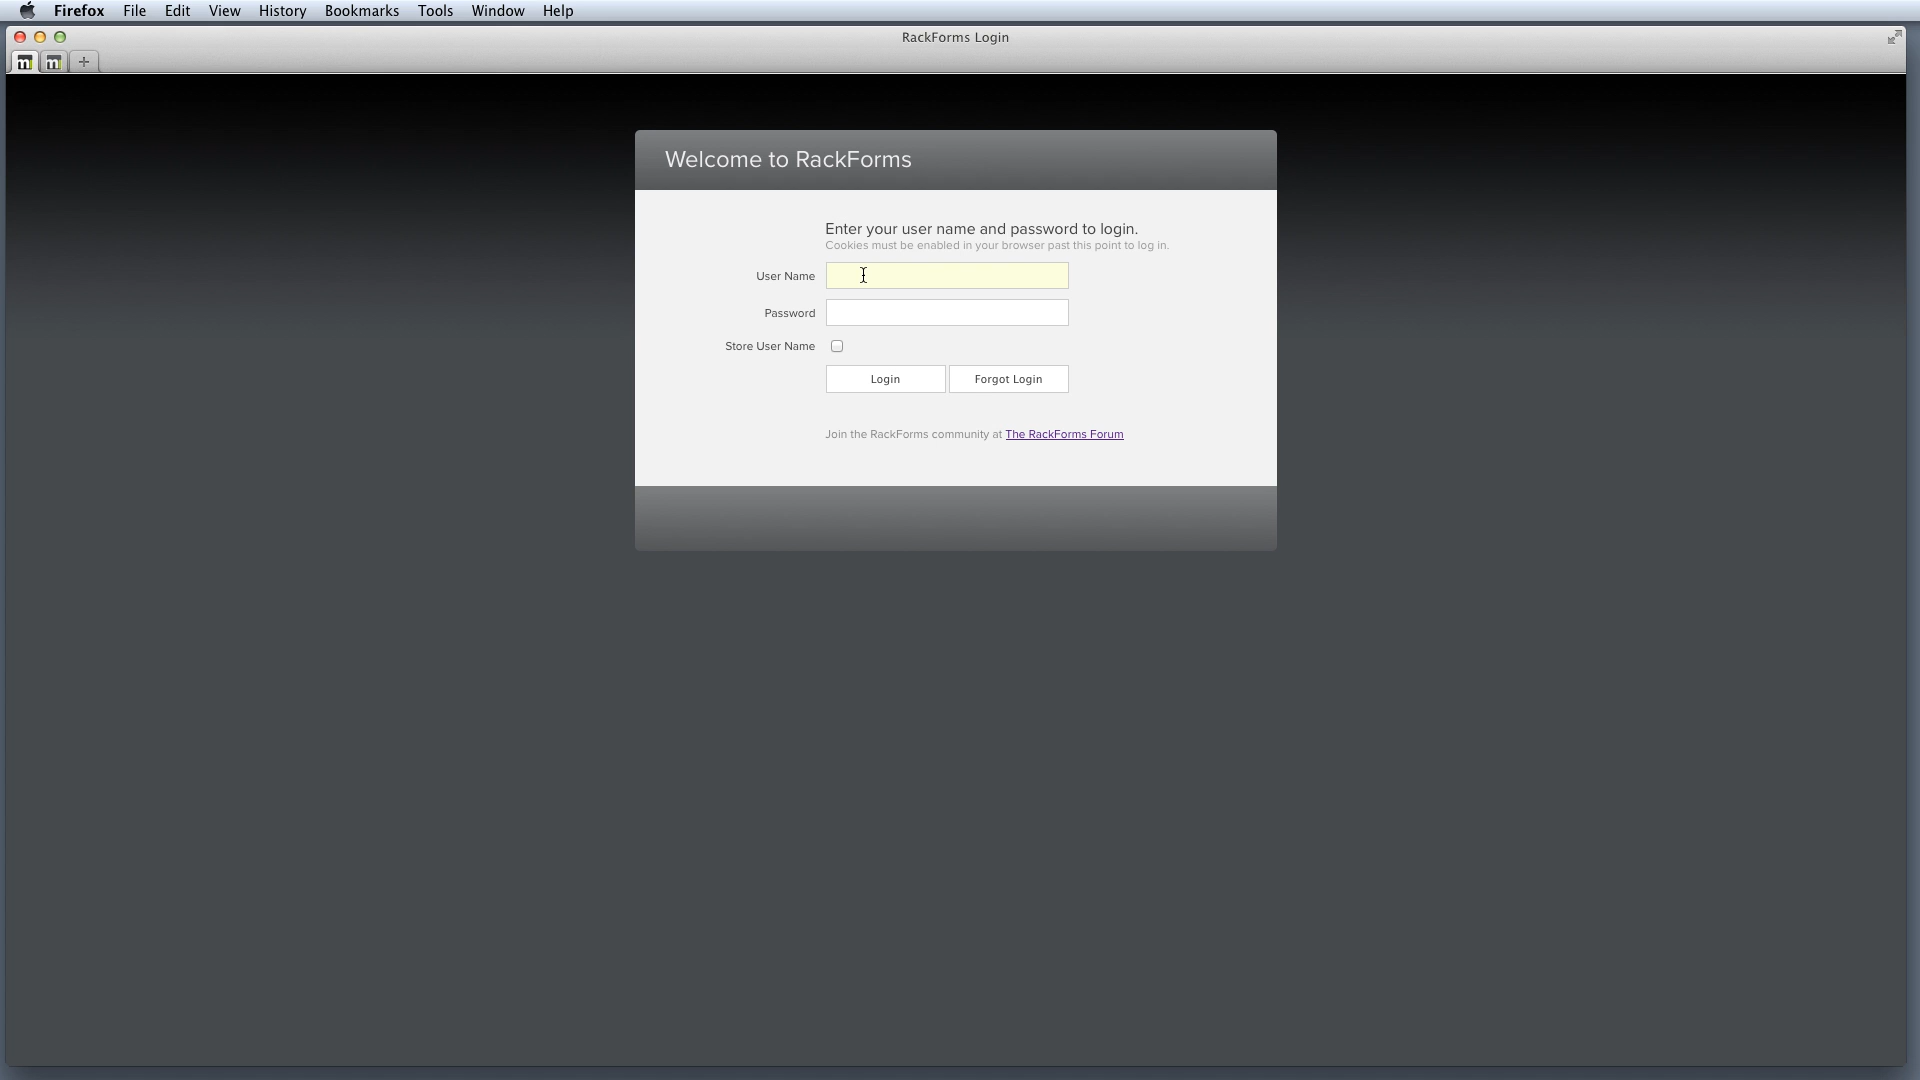 Firefox File Edit View History Bookmarks Tools Window Help
RackForms Login
m m +
Welcome to RackForms
Enter your user name and password to login.
Cookies must be enabled in your browser past this point to log in.
User Name
Password
Store User Name
Login Forgot Login
Join the RackForms community at The RackForms Forum